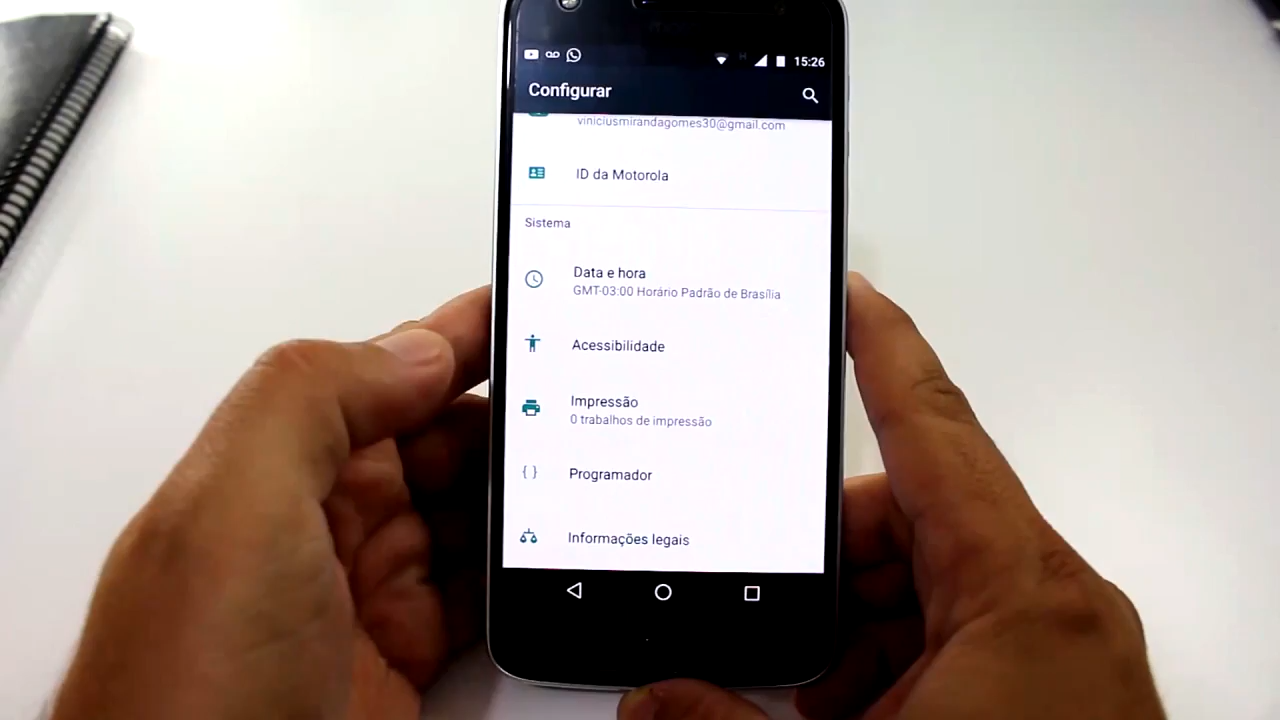 15:26
Configurar
viniciusmirandagomes30@gmail.com
ID da Motorola
Sistema
Data e hora
GMT-03:00 Horário Padrão de Brasília
Acessibilidade
Impressão
0 trabalhos de impressão
{ } Programador
Informações legais